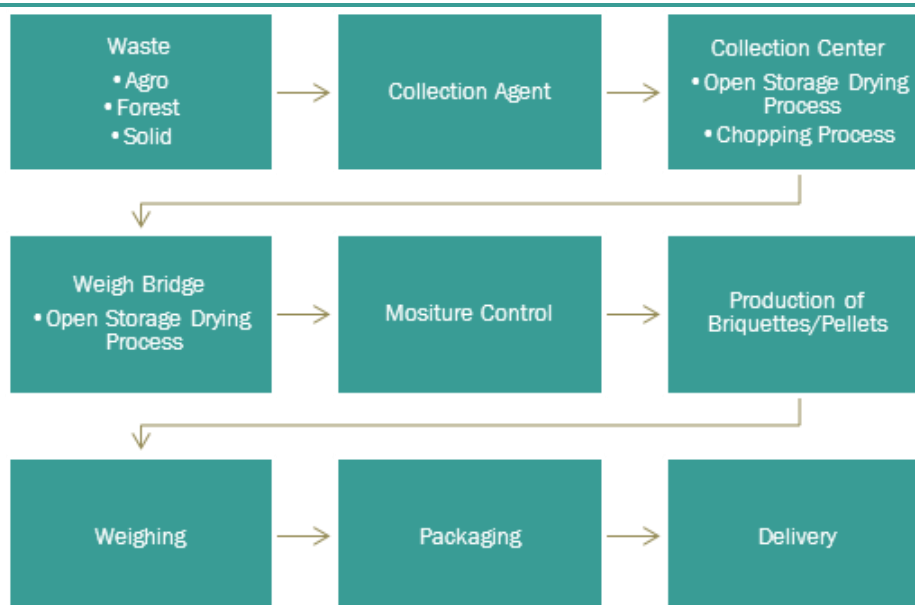 Waste
• Agro
• Forest
• Solid
Collection Agent
Collection Center
• Open Storage Drying
Process
• Chopping Process
Weigh Bridge
• Open Storage Drying
Process
Mositure Control
Production of
Briquettes/Pellets
Weighing
Packaging
Delivery